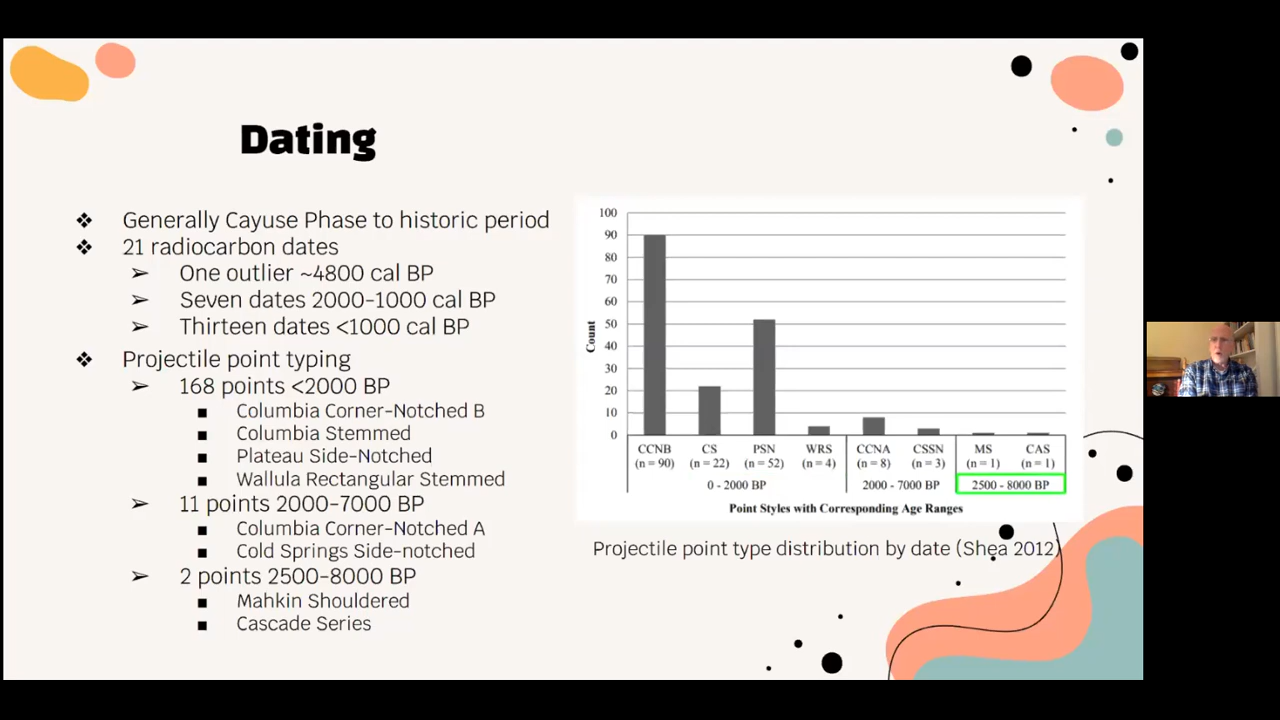 Dating
❖ Generally Cayuse Phase to historic period
❖ 21 radiocarbon dates
➢ One outlier ~4800 cal BP
➢ Seven dates 2000-1000 cal BP
➢ Thirteen dates <1000 cal BP
❖ Projectile point typing
➢ 168 points <2000 BP
■ Columbia Corner-Notched B
■ Columbia Stemmed
■ Plateau Side-Notched
■ Wallula Rectangular Stemmed
➢ 11 points 2000-7000 BP
■ Columbia Corner-Notched A
■ Cold Springs Side-notched
➢ 2 points 2500-8000 BP
■ Mahkin Shouldered
■ Cascade Series
100
90
80
70
60
50
40
30
20
10
0
Count
CCNB CS PSN WRS CCNA CSSN MS CAS
(n = 90) (n = 22) (n = 52) (n = 4) (n = 8) (n = 3) (n = 1) (n = 1)
0 - 2000 BP 2000 - 7000 BP 2500 - 8000 BP
Point Styles with Corresponding Age Ranges
Projectile point type distribution by date (Shea 2012)